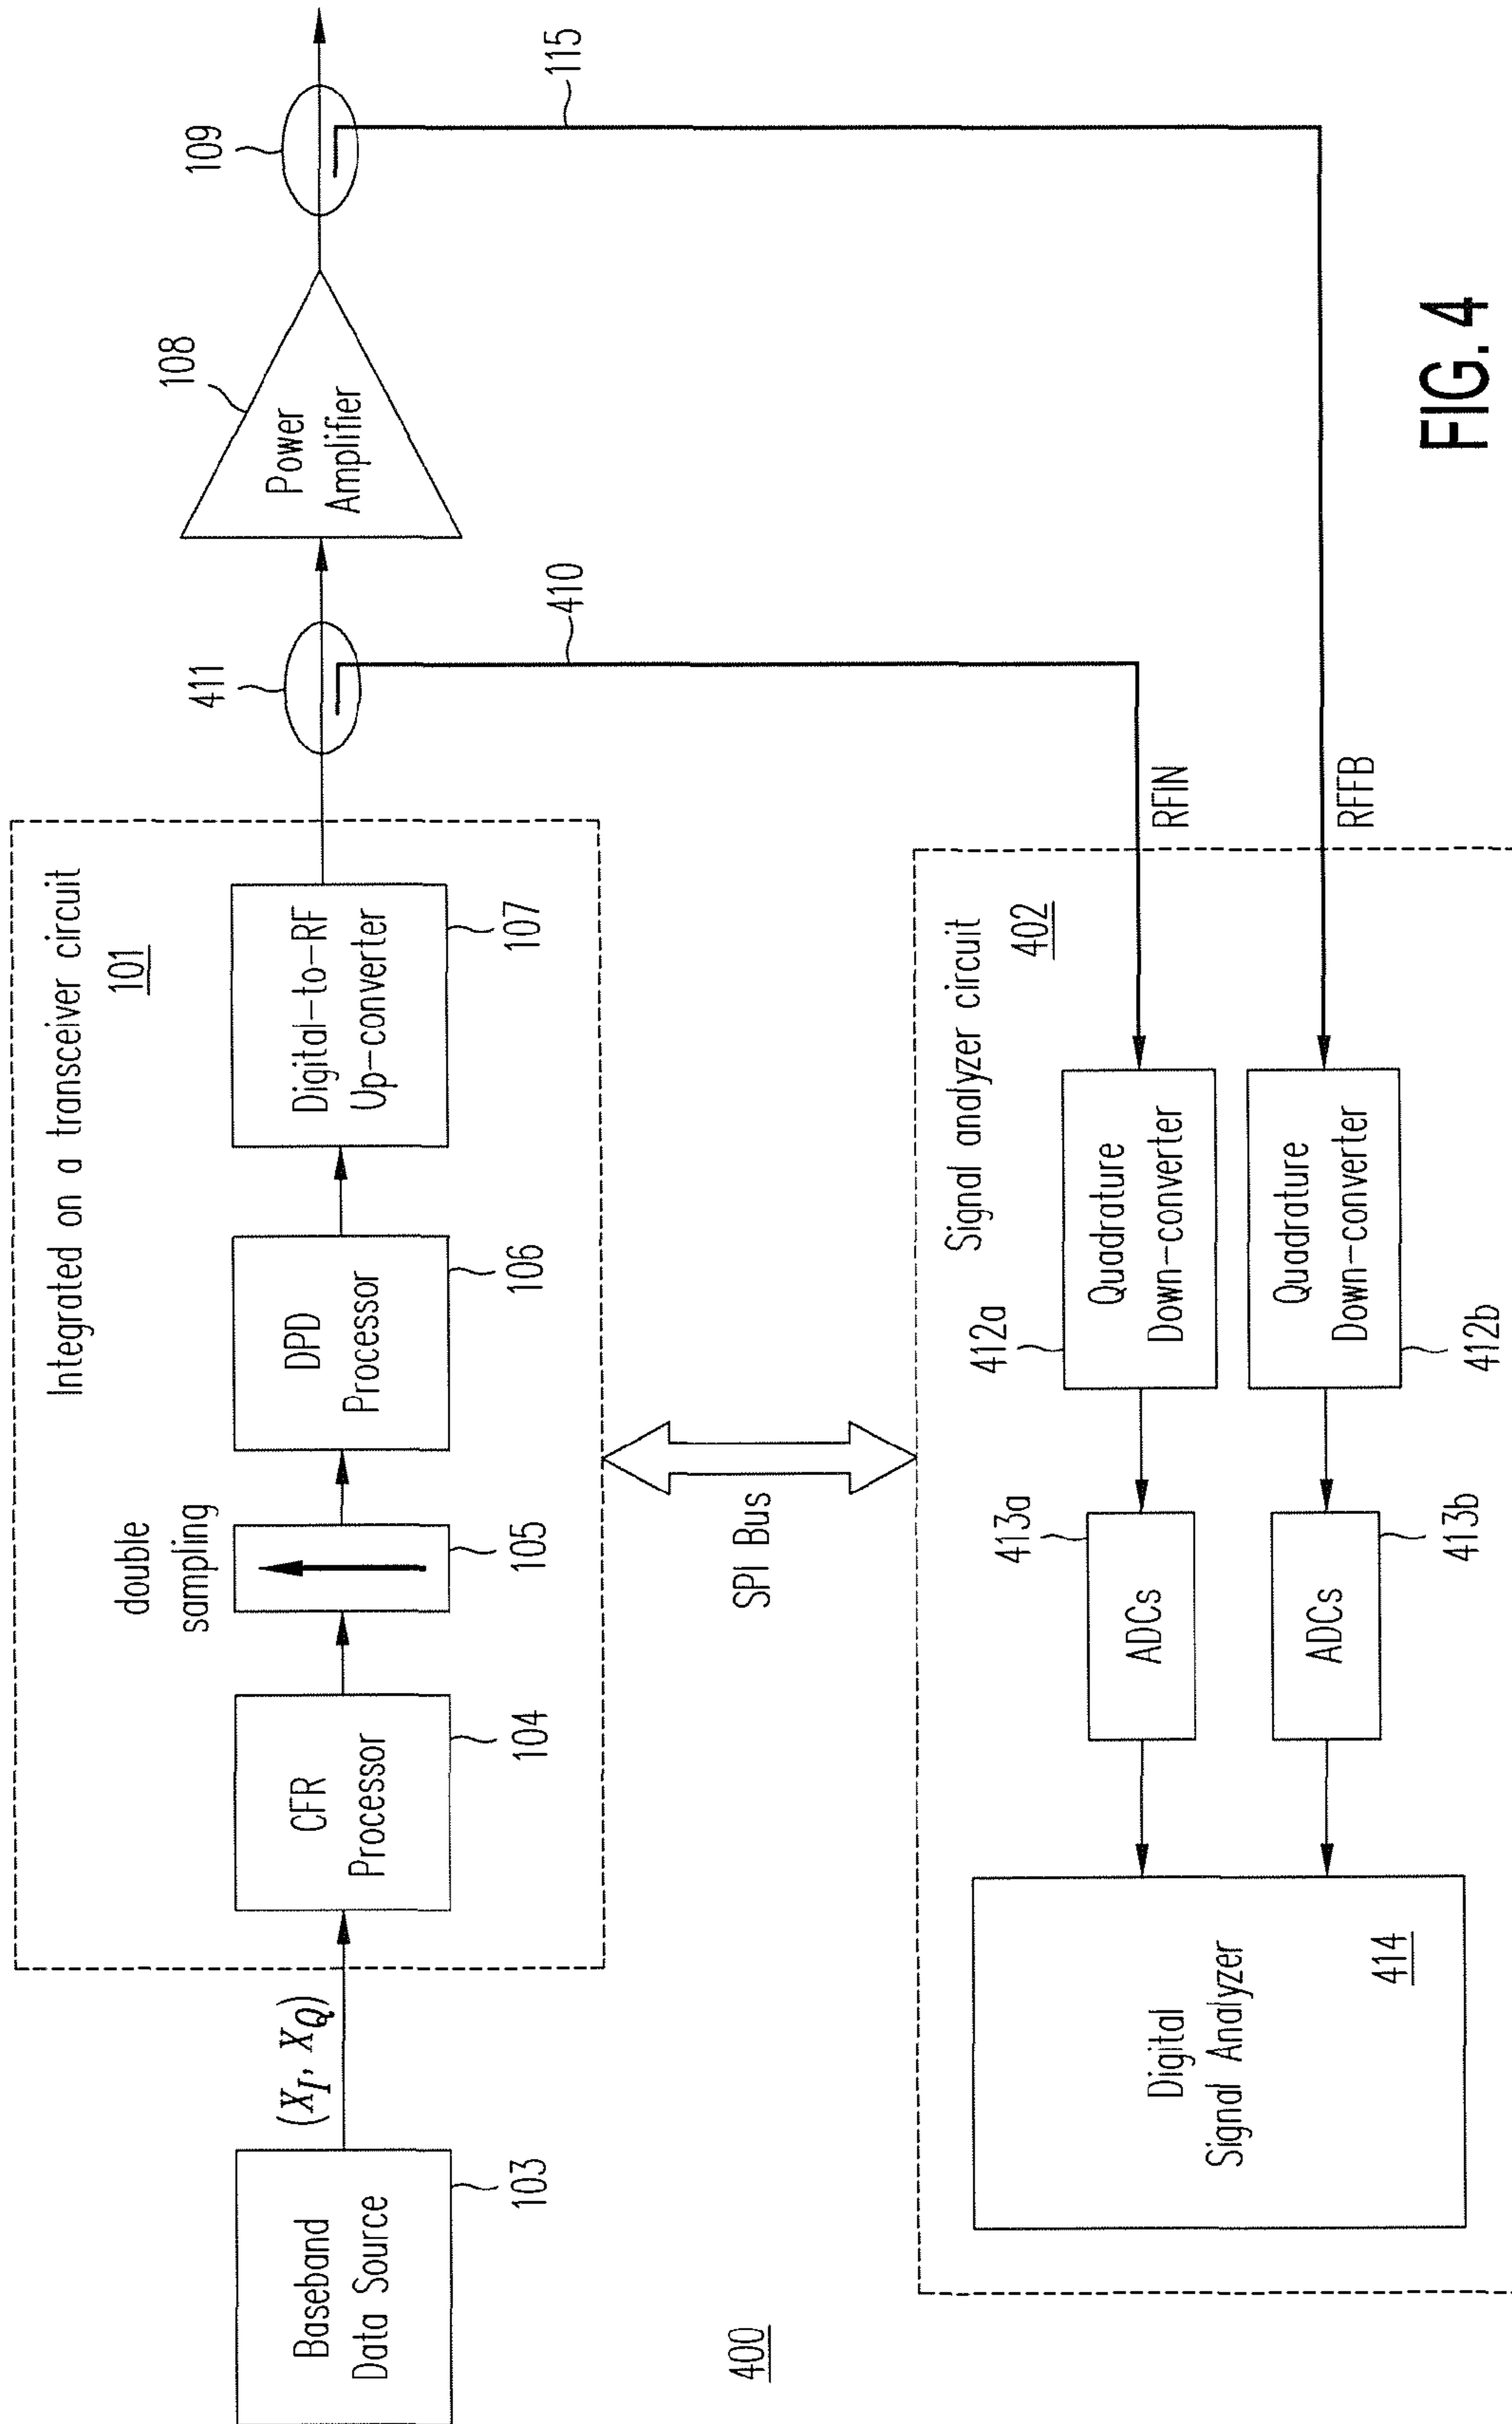 Integrated on a transceiver circuit
101
Baseband
Data Source
103
(X_I, X_Q)
CFR
Processor
104
double
sampling
105
DPD
Processor
106
Digital-to-RF
Up-converter
107
411
410
Power
Amplifier
108
109
115
SPI Bus
400
Signal analyzer circuit
402
RFIN
RFFB
Quadrature
Down-converter
412a
Quadrature
Down-converter
412b
ADCs
413a
ADCs
413b
Digital
Signal Analyzer
414
FIG. 4